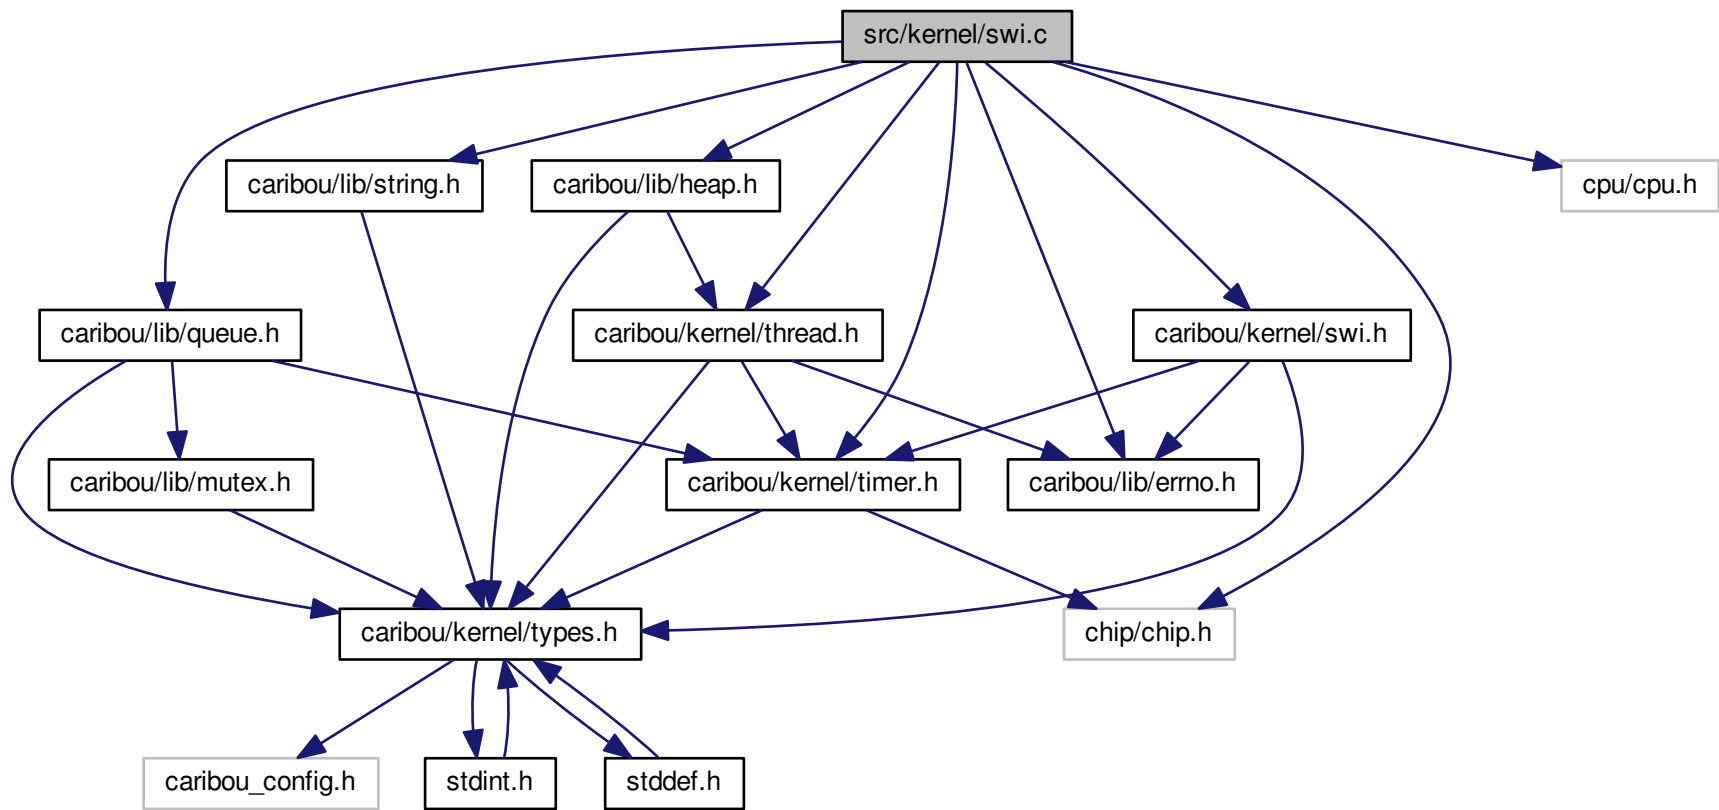 src/kernel/swi.c
caribou/lib/string.h
caribou/lib/heap.h
cpu/cpu.h
caribou/lib/queue.h
caribou/kernel/thread.h
caribou/kernel/swi.h
caribou/lib/mutex.h
caribou/kernel/timer.h
caribou/lib/errno.h
caribou/kernel/types.h
chip/chip.h
caribou_config.h
stdint.h
stddef.h